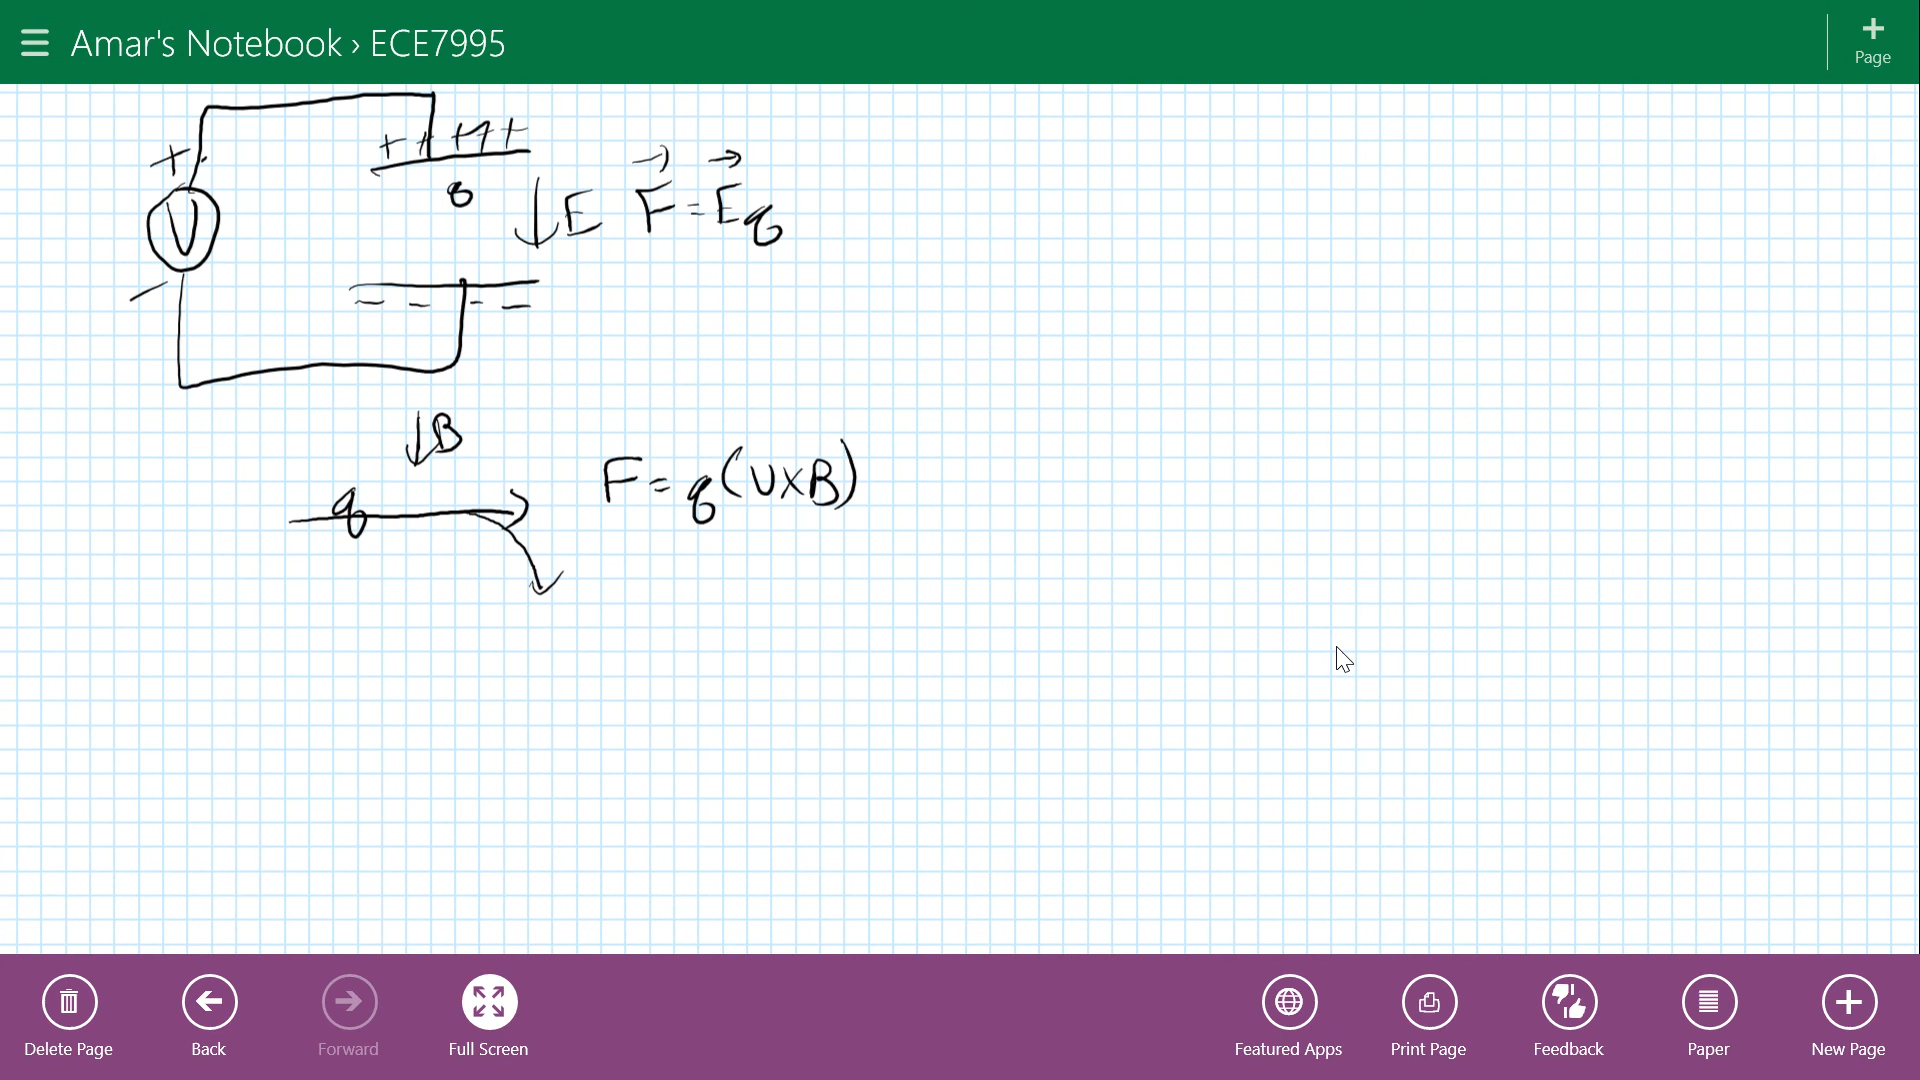 Amar's Notebook › ECE7995
Page
+
+ + + + +
V
E F = Eq
−
− − − −
B
q
F = q(V×B)
Delete Page Back Forward Full Screen Featured Apps Print Page Feedback Paper New Page